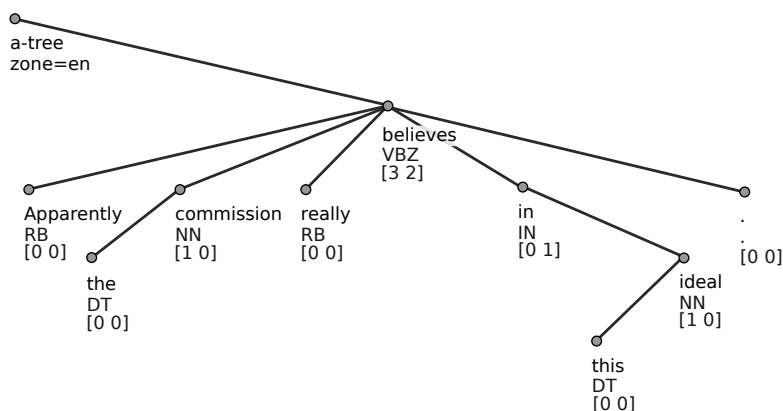 a-tree
zone=en
believes
VBZ
[3 2]
Apparently
RB
[0 0]
commission
NN
[1 0]
really
RB
[0 0]
in
IN
[0 1]
.
.
[0 0]
the
DT
[0 0]
ideal
NN
[1 0]
this
DT
[0 0]